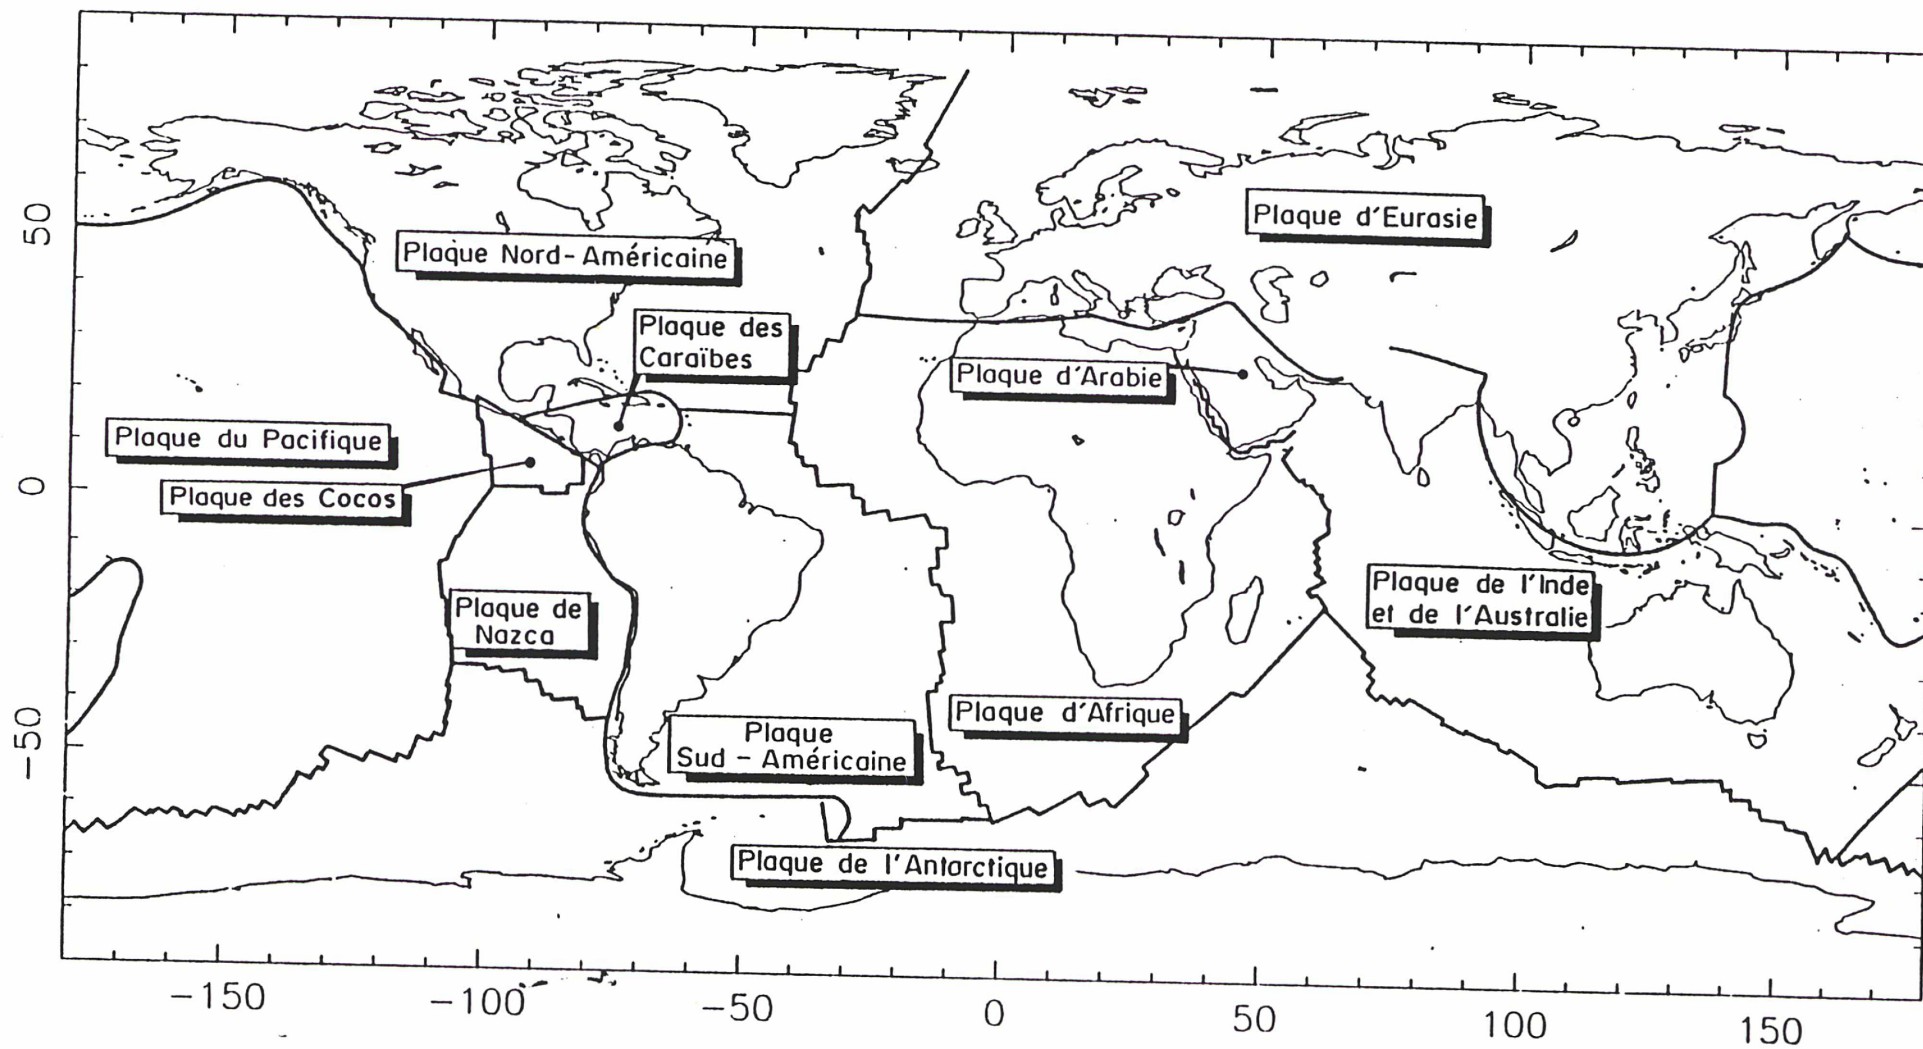 50
0
-50
Plaque d'Eurasie
Plaque Nord-Américaine
Plaque des
Caraïbes
Plaque d'Arabie
Plaque du Pacifique
Plaque des Cocos
Plaque de
Nazca
Plaque de l'Inde
et de l'Australie
Plaque d'Afrique
Plaque
Sud - Américaine
Plaque de l'Antarctique
-150
-100
-50
0
50
100
150